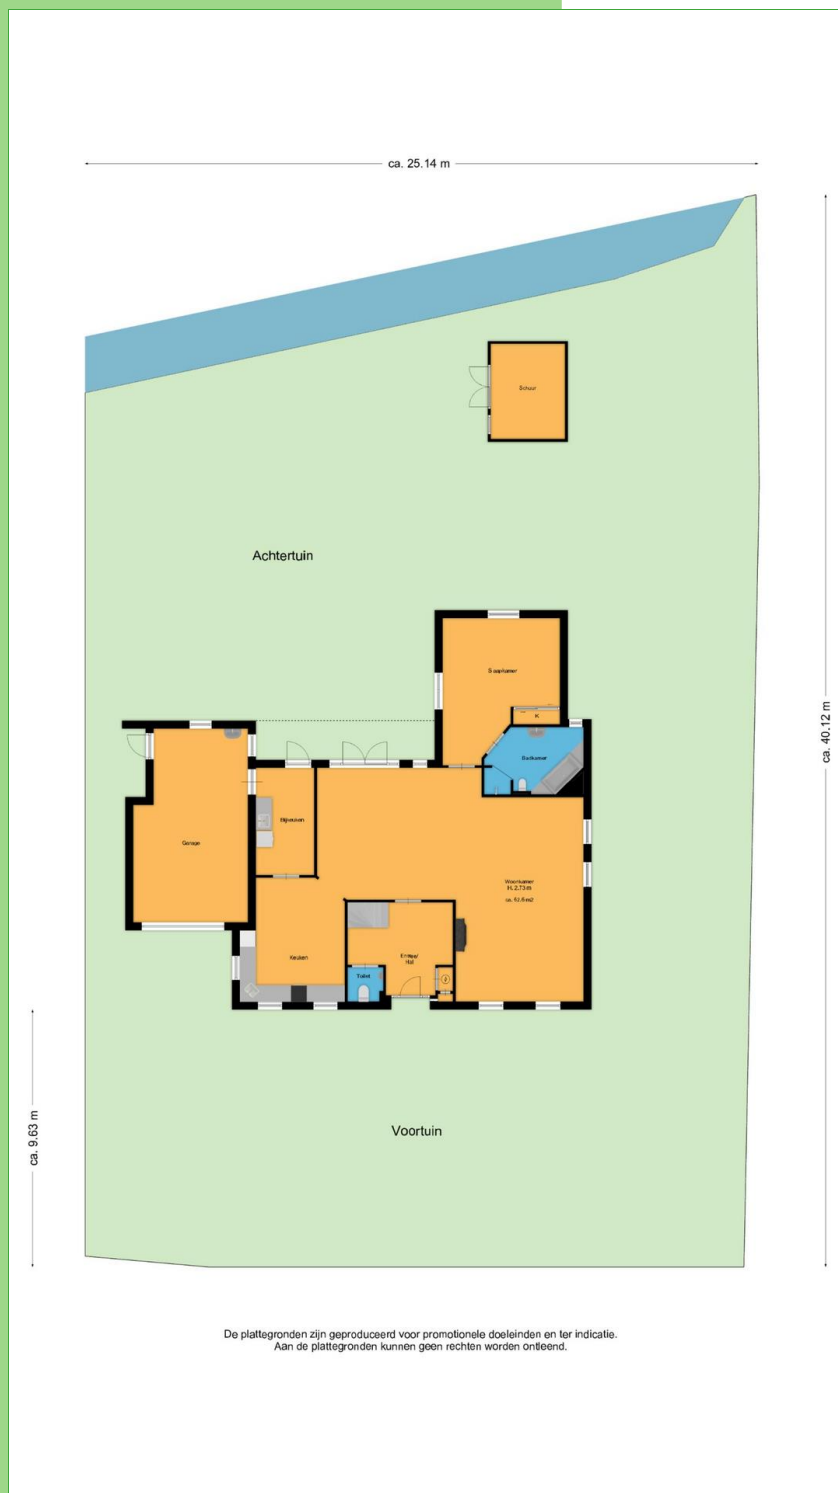 ca. 25.14 m
Schuur
Achtertuin
Slaapkamer
K
Badkamer
ca. 40.12 m
Bijkeuken
Garage
Woonkamer
H. 2.73 m
Keuken
Entree/
Hal
Toilet
ca. 9.63 m
Voortuin
De plattegronden zijn geproduceerd voor promotionele doeleinden en ter indicatie.
Aan de plattegronden kunnen geen rechten worden ontleend.